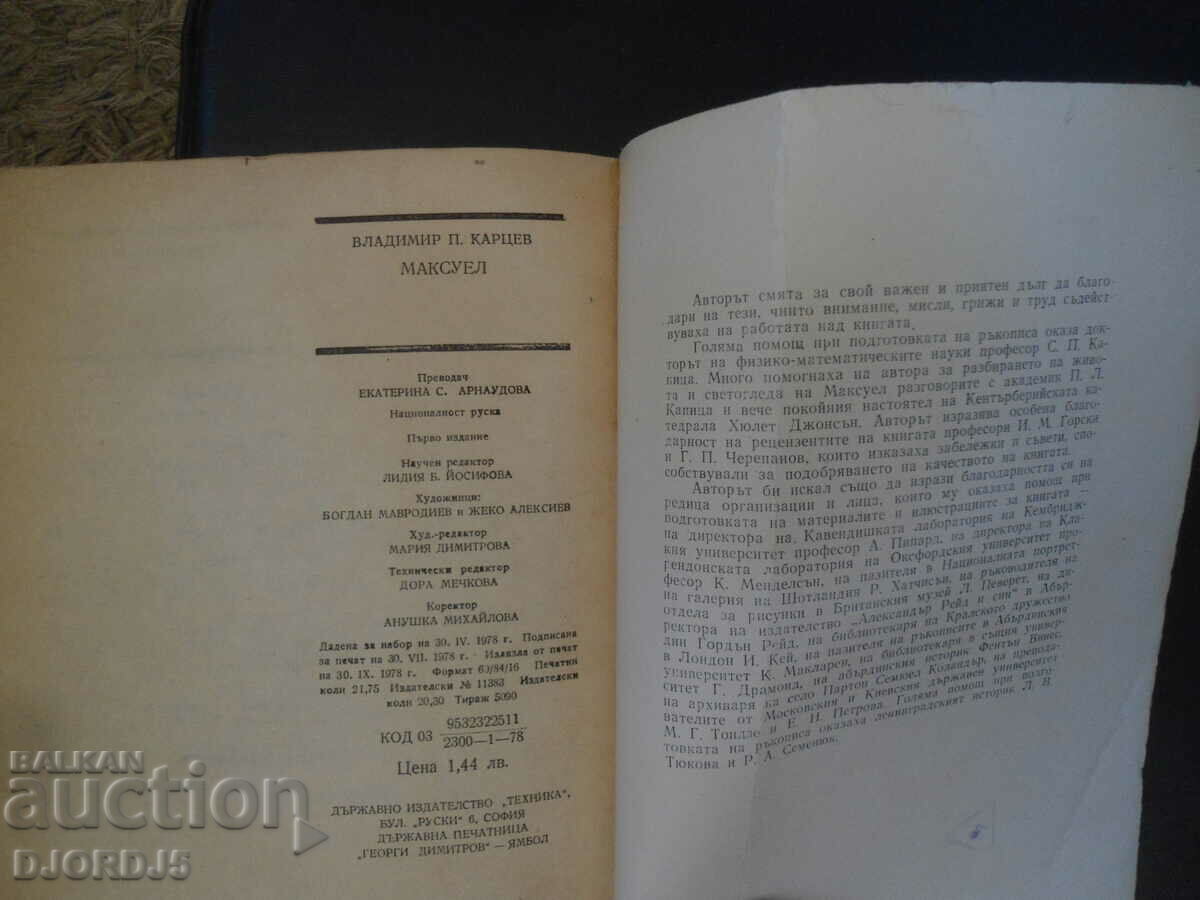 ВЛАДИМИР П. КАРЦЕВ
МАКСУЕЛ
Преводач
ЕКАТЕРИНА С. АРНАУДОВА
Националност руска
Първо издание
Научен редактор
ЛИДИЯ Б. ЙОСИФОВА
Художници:
БОГДАН МАВРОДИЕВ и ЖЕКО АЛЕКСИЕВ
Худ.-редактор
МАРИЯ ДИМИТРОВА
Технически редактор
ДОРА МЕЧКОВА
Коректор
АНУШКА МИХАЙЛОВА
Дадена за набор на 30. IV. 1978 г. Подписана
за печат на 30. VII. 1978 г. Излязла от печат
на 30. IX. 1978 г. Формат 60/84/16 Печатни
коли 21,75 Издателски № 11383 Издателски
коли 20,30 Тираж 5090
КОД 03 9532322511
2300—1—78
Цена 1,44 лв.
ДЪРЖАВНО ИЗДАТЕЛСТВО „ТЕХНИКА“,
БУЛ. „РУСКИ“ 6, СОФИЯ
ДЪРЖАВНА ПЕЧАТНИЦА
„ГЕОРГИ ДИМИТРОВ“ — ЯМБОЛ
Авторът смята за свой важен и приятен дълг да благо-
дари на тези, чиито внимание, мисли, грижи и труд съдейст-
вуваха на работата над книгата.
Голяма помощ при подготовката на ръкописа оказа док-
торът на физико-математическите науки професор С. П. Ка-
пица. Много помогнаха на автора за разбирането на живо-
та и светогледа на Максуел разговорите с академик П. Л.
Капица и вече покойния настоятел на Кентърберийската ка-
тедрала Хюлет Джонсън. Авторът изразява особена благо-
дарност на рецензентите на книгата професори И. М. Горски
и Г. П. Черепанов, които изказаха забележки и съвети, спо-
собствували за подобряването на качеството на книгата.
Авторът би искал също да изрази благодарността си на
редица организации и лица, които му оказаха помощ при
подготовката на материалите и илюстрациите за книгата —
на директора на Кавендишката лаборатория на Кембридж-
кия университет професор А. Пипард, на директора на Кла-
рендонската лаборатория на Оксфордския университет про-
фесор К. Менделсън, на пазителя в Националната портрет-
на галерия на Шотландия Р. Хатчисън, на ръководителя на
отдела за рисунки в Британския музей Л. Певерет, на ди-
ректора на издателство „Александър Рейд и син“ в Абър-
дин Гордън Рейд, на библиотекаря на Кралското дружество
в Лондон И. Кей, на пазителя на ръкописите в Абърдинския
университет К. Макларен, на библиотекаря в същия универ-
ситет Г. Драмонд, на абърдинския историк Фентън Винес,
на архиваря на село Партон Семюел Коландър, на препода-
вателите от Московския и Киевския държавен университет
М. Г. и Е. И. Петрова. Голяма помощ при подго-
товката на ръкописа оказаха ленинградският историк Л. В.
Тюкова и Р. А. Семенюк.
BALKAN
auction
DJORDJ5